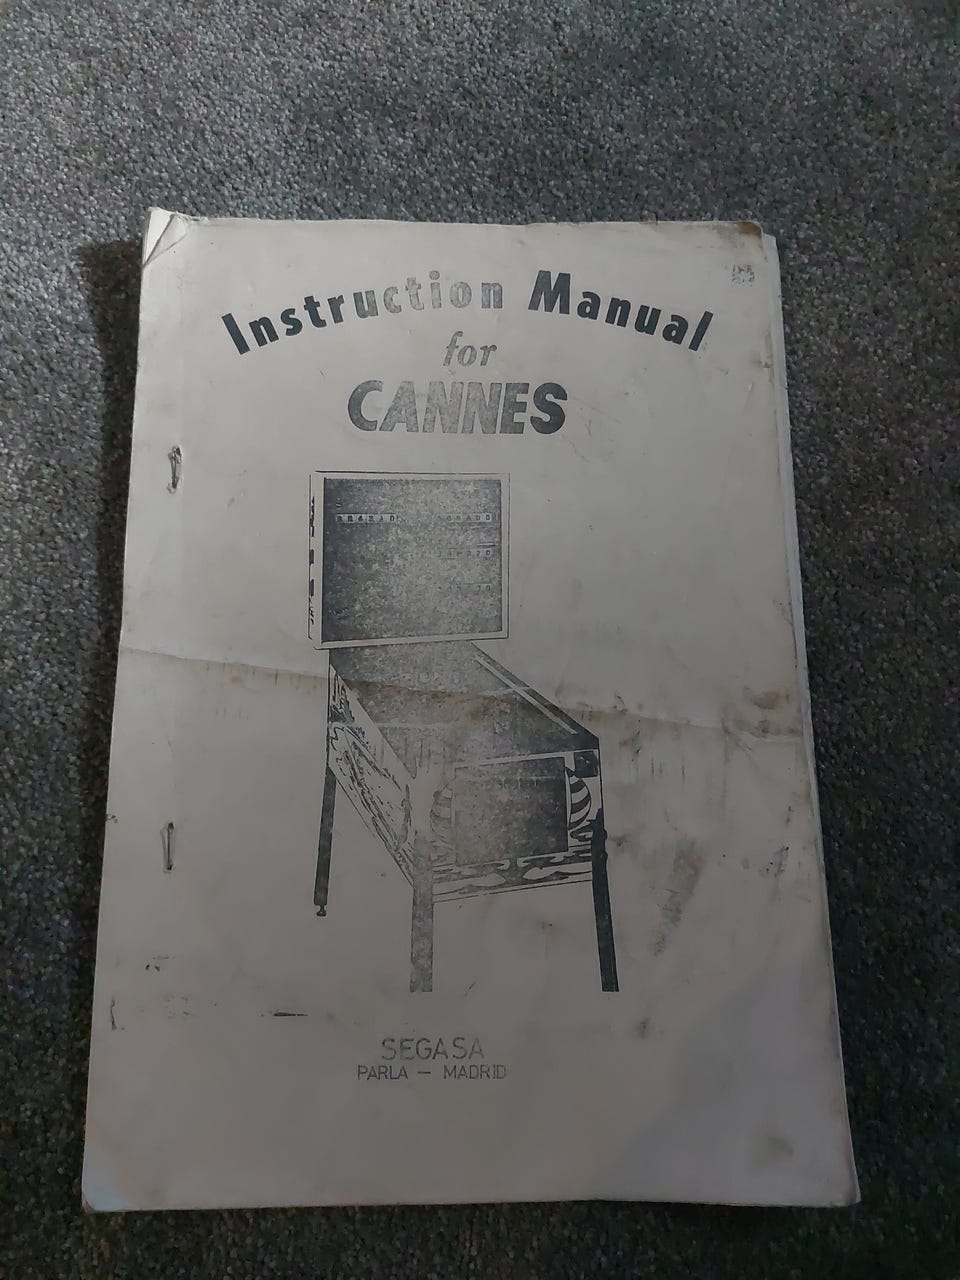 Instruction Manual
for
CANNES
SEGASA
PARLA — MADRID